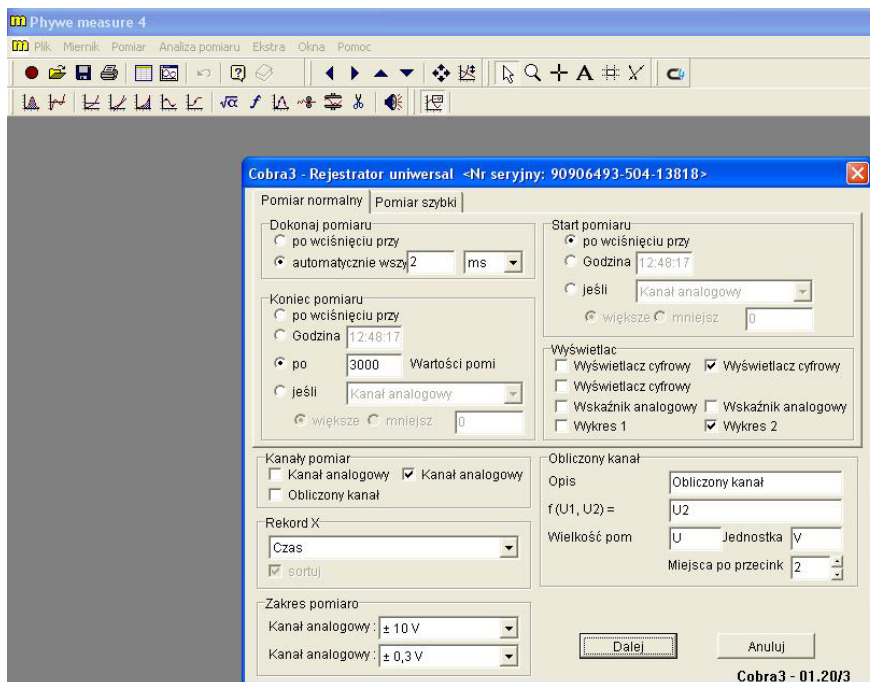 Phywe measure 4
Plik Miernik Pomiar Analiza pomiaru Ekstra Okna Pomoc
Cobra3 - Rejestrator uniwersal <Nr seryjny: 90906493-504-13818>
Pomiar normalny Pomiar szybki
Dokonaj pomiaru
po wciśnięciu przy
automatycznie wszy 2 ms
Koniec pomiaru
po wciśnięciu przy
Godzina 12:48:17
po 3000 Wartości pomi
jeśli Kanał analogowy
większe mniejsz 0
Start pomiaru
po wciśnięciu przy
Godzina 12:48:17
jeśli Kanał analogowy
większe mniejsz 0
Wyświetlac
Wyświetlacz cyfrowy Wyświetlacz cyfrowy
Wyświetlacz cyfrowy
Wskaźnik analogowy Wskaźnik analogowy
Wykres 1 Wykres 2
Kanały pomiar
Kanał analogowy Kanał analogowy
Obliczony kanał
Rekord X
Czas
sortuj
Zakres pomiaro
Kanał analogowy : ± 10 V
Kanał analogowy : ± 0,3 V
Obliczony kanał
Opis Obliczony kanał
f (U1, U2) = U2
Wielkość pom U Jednostka V
Miejsca po przecink 2
Dalej Anuluj
Cobra3 - 01.20/3